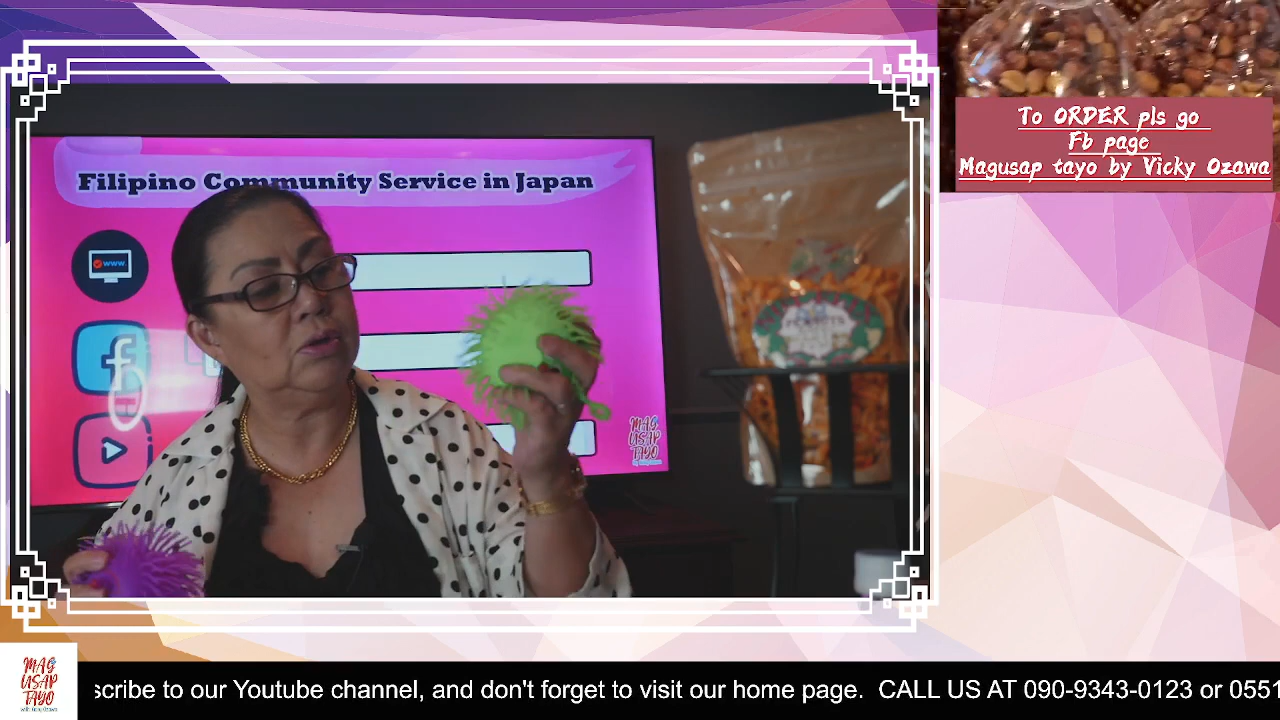 To ORDER pls go
Fb page
Magusap tayo by Vicky Ozawa
Filipino Community Service in Japan
WWW
MAG
USAP
TAYO
PEANUTS
MAG
USAP
TAYO
scribe to our Youtube channel, and don't forget to visit our home page. CALL US AT 090-9343-0123 or 0551